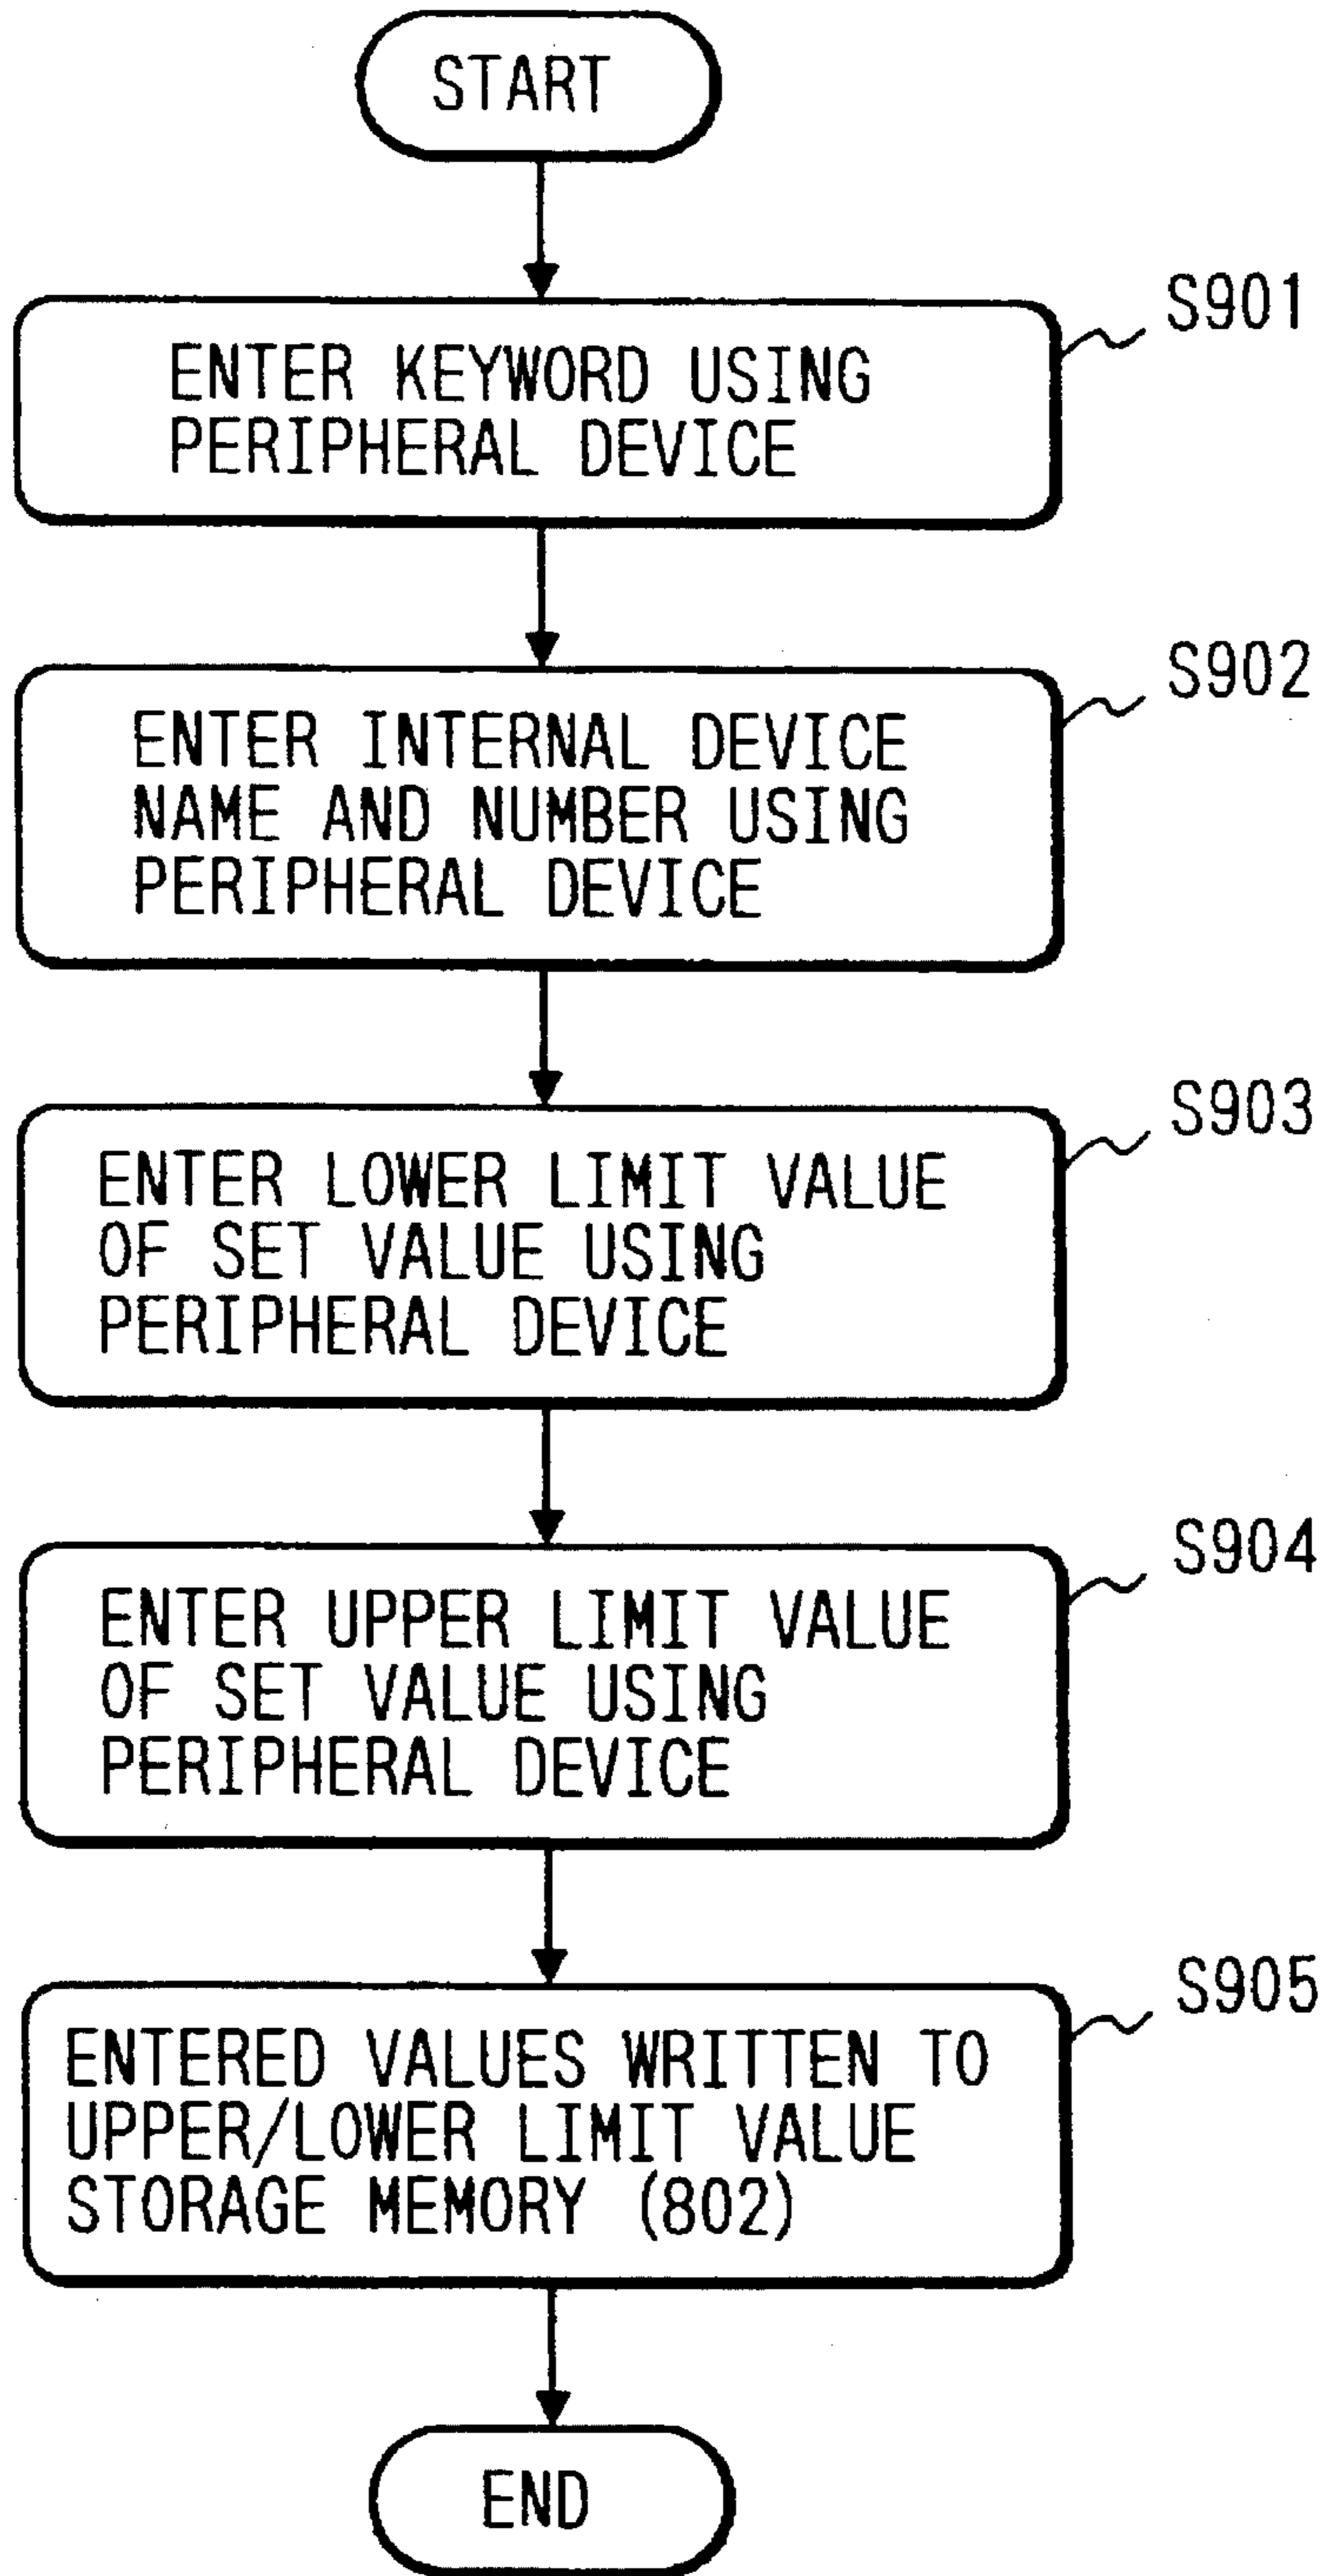 START
S901
ENTER KEYWORD USING
PERIPHERAL DEVICE
S902
ENTER INTERNAL DEVICE
NAME AND NUMBER USING
PERIPHERAL DEVICE
S903
ENTER LOWER LIMIT VALUE
OF SET VALUE USING
PERIPHERAL DEVICE
S904
ENTER UPPER LIMIT VALUE
OF SET VALUE USING
PERIPHERAL DEVICE
S905
ENTERED VALUES WRITTEN TO
UPPER/LOWER LIMIT VALUE
STORAGE MEMORY (802)
END